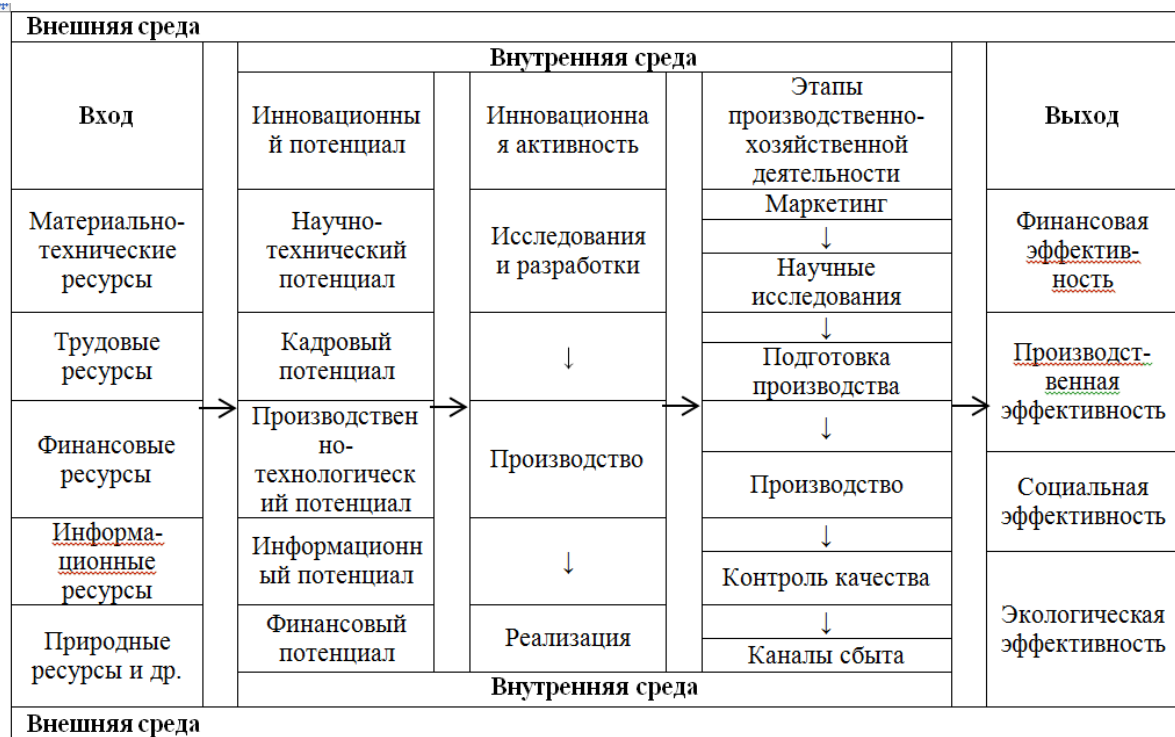 Внешняя среда
Внутренняя среда
Вход
Инновационны
й потенциал
Инновационна
я активность
Этапы
производственно-
хозяйственной
деятельности
Выход
Материально-
технические
ресурсы
Научно-
технический
потенциал
Исследования
и разработки
Маркетинг
↓
Научные
исследования
Финансовая
эффектив-
ность
Трудовые
ресурсы
Кадровый
потенциал
↓
↓
Подготовка
производства
Производст-
венная
эффективность
Финансовые
ресурсы
Производствен
но-
технологическ
ий потенциал
Производство
↓
Производство
Социальная
эффективность
Информа-
ционные
ресурсы
Информационн
ый потенциал
↓
↓
Контроль качества
Экологическая
эффективность
Природные
ресурсы и др.
Финансовый
потенциал
Реализация
↓
Каналы сбыта
Внутренняя среда
Внешняя среда